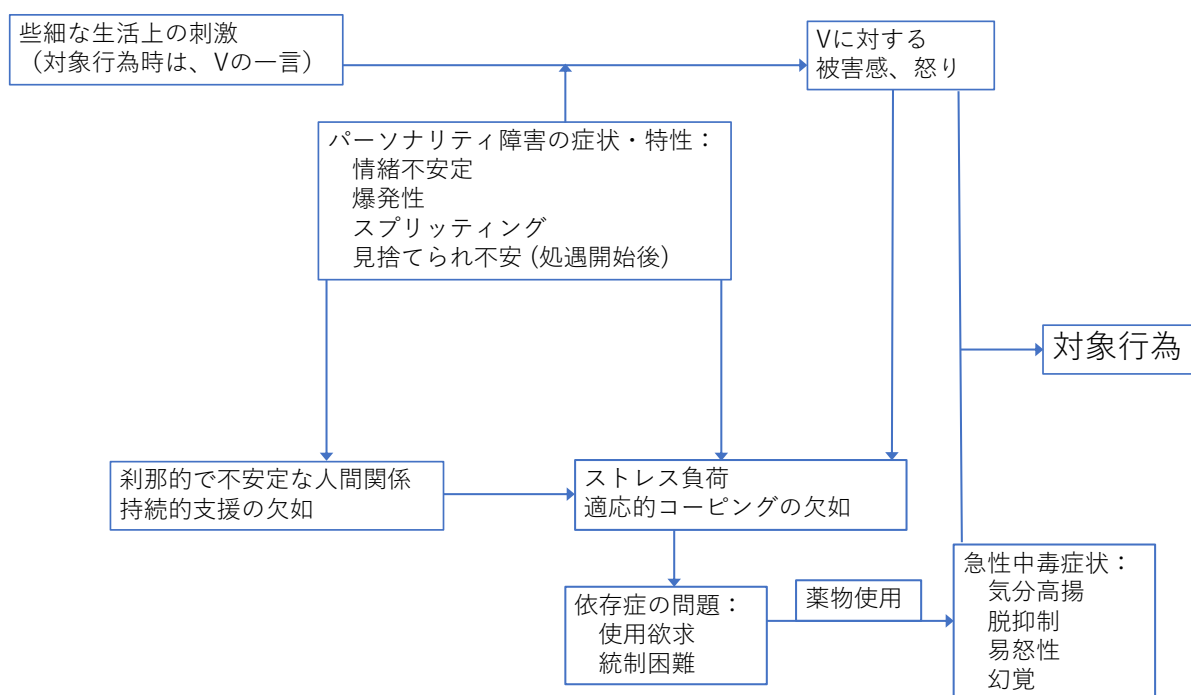 些細な生活上の刺激
（対象行為時は、Vの一言）
Vに対する
被害感、怒り
パーソナリティ障害の症状・特性：
情緒不安定
爆発性
スプリッティング
見捨てられ不安 (処遇開始後)
対象行為
刹那的で不安定な人間関係
持続的支援の欠如
ストレス負荷
適応的コーピングの欠如
依存症の問題：
使用欲求
統制困難
薬物使用
急性中毒症状：
気分高揚
脱抑制
易怒性
幻覚